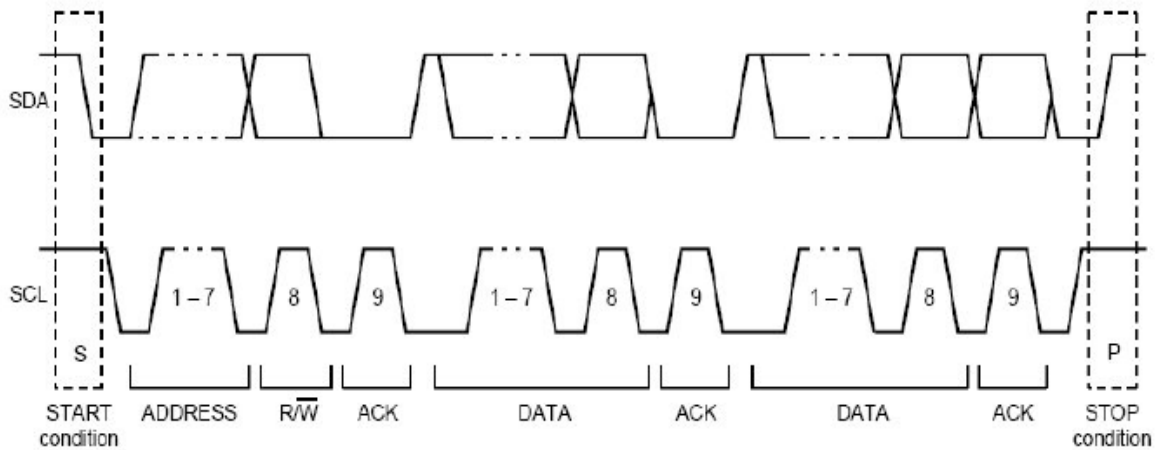 SDA
SCL
1 – 7 8 9 1 – 7 8 9 1 – 7 8 9
S P
START condition ADDRESS R/W̅ ACK DATA ACK DATA ACK STOP condition